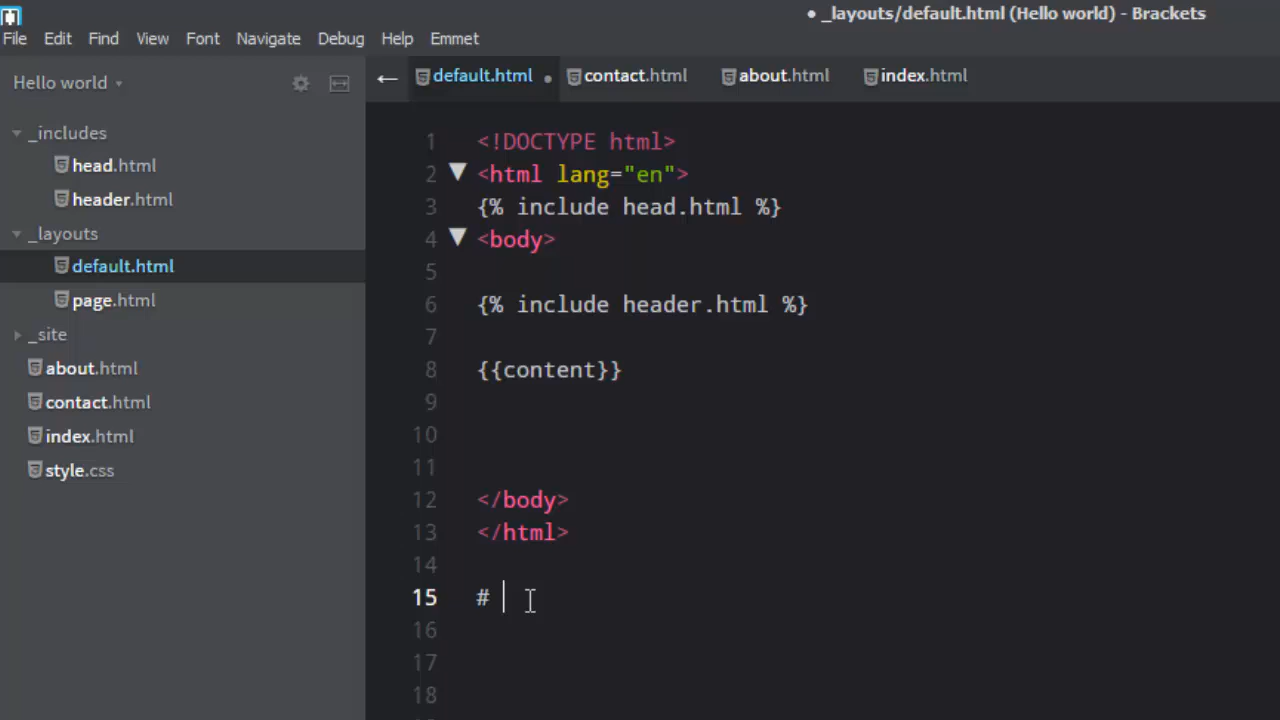 • _layouts/default.html (Hello world) - Brackets
File Edit Find View Font Navigate Debug Help Emmet
Hello world
default.html • contact.html about.html index.html
_includes
head.html
header.html
_layouts
default.html
page.html
_site
about.html
contact.html
index.html
style.css
1 <!DOCTYPE html>
2 <html lang="en">
3 {% include head.html %}
4 <body>
5
6 {% include header.html %}
7
8 {{content}}
9
10
11
12 </body>
13 </html>
14
15 #
16
17
18